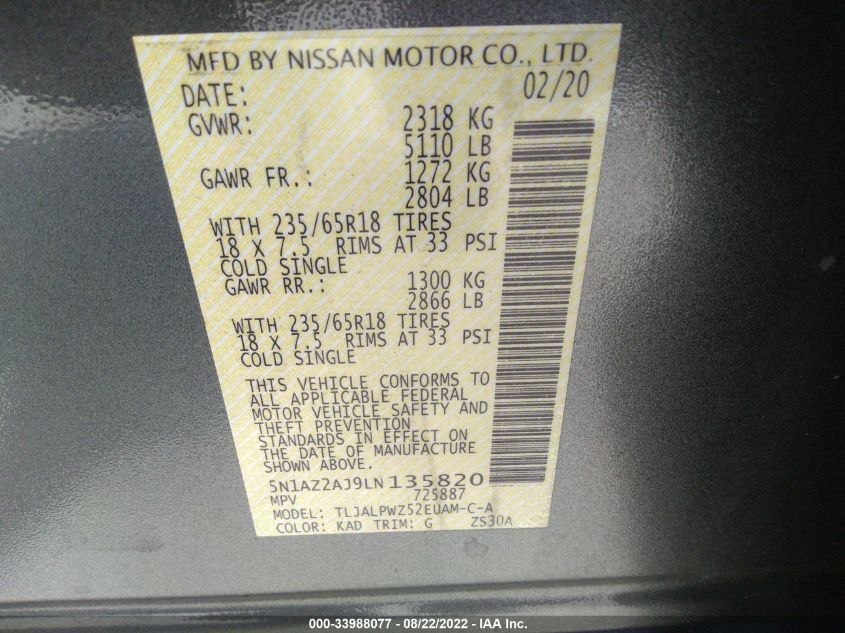 MFD BY NISSAN MOTOR CO., LTD.
DATE: 02/20
GVWR: 2318 KG
5110 LB
GAWR FR.: 1272 KG
2804 LB
WITH 235/65R18 TIRES
18 X 7.5 RIMS AT 33 PSI
COLD SINGLE
GAWR RR.: 1300 KG
2866 LB
WITH 235/65R18 TIRES
18 X 7.5 RIMS AT 33 PSI
COLD SINGLE
THIS VEHICLE CONFORMS TO
ALL APPLICABLE FEDERAL
MOTOR VEHICLE SAFETY AND
THEFT PREVENTION
STANDARDS IN EFFECT ON
THE DATE OF MANUFACTURE
SHOWN ABOVE.
5N1AZ2AJ9LN135820
MPV 725887
MODEL: TLJALPWZ52EUAM-C-A
COLOR: KAD TRIM: G ZS30A
000-33988077 - 08/22/2022 - IAA Inc.